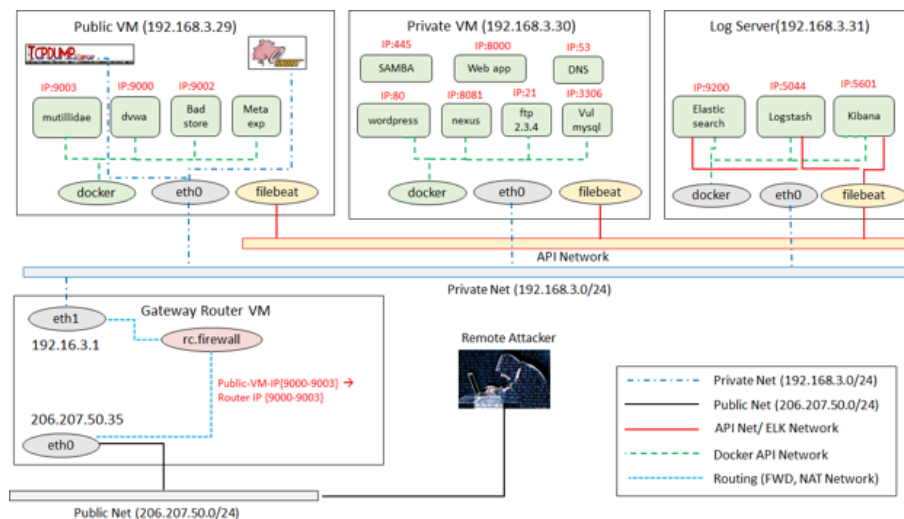 Public VM (192.168.3.29)
TCPDUMP
IP:9003
IP:9000
IP:9002
mutillidae
dvwa
Bad
store
Meta
exp
docker
eth0
filebeat
Private VM (192.168.3.30)
IP:445
IP:8000
IP:53
SAMBA
Web app
DNS
IP:80
IP:8081
IP:21
IP:3306
wordpress
nexus
ftp
2.3.4
Vul
mysql
docker
eth0
filebeat
Log Server(192.168.3.31)
IP:9200
IP:5044
IP:5601
Elastic
search
Logstash
Kibana
docker
eth0
filebeat
API Network
Private Net (192.168.3.0/24)
Gateway Router VM
eth1
rc.firewall
192.16.3.1
Public-VM-IP{9000-9003} →
Router IP {9000-9003}
206.207.50.35
eth0
Public Net (206.207.50.0/24)
Remote Attacker
Private Net (192.168.3.0/24)
Public Net (206.207.50.0/24)
API Net/ ELK Network
Docker API Network
Routing (FWD, NAT Network)